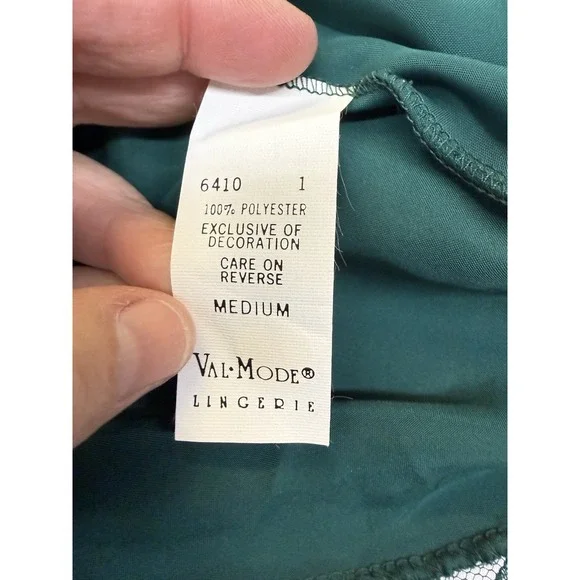 6410 1
100% POLYESTER
EXCLUSIVE OF
DECORATION
CARE ON
REVERSE
MEDIUM
VAL·MODE®
LINGERIE